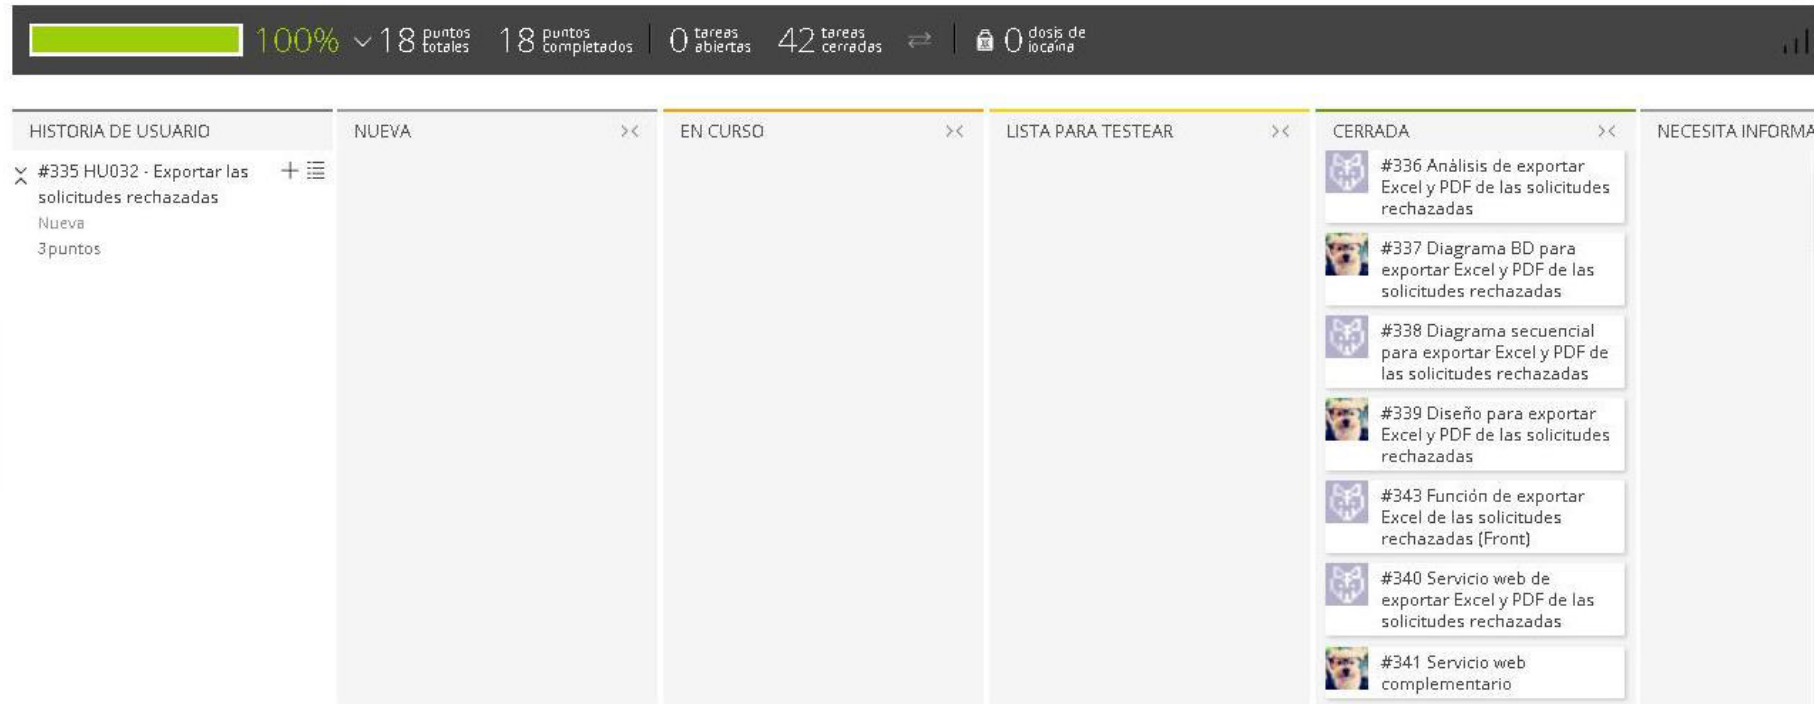 100% 18 puntos totales 18 puntos completados 0 tareas abiertas 42 tareas cerradas 0 dosis de iocaína
HISTORIA DE USUARIO
#335 HU032 - Exportar las
solicitudes rechazadas
Nueva
3 puntos
NUEVA
EN CURSO
LISTA PARA TESTEAR
CERRADA
#336 Análisis de exportar
Excel y PDF de las solicitudes
rechazadas
#337 Diagrama BD para
exportar Excel y PDF de las
solicitudes rechazadas
#338 Diagrama secuencial
para exportar Excel y PDF de
las solicitudes rechazadas
#339 Diseño para exportar
Excel y PDF de las solicitudes
rechazadas
#343 Función de exportar
Excel de las solicitudes
rechazadas (Front)
#340 Servicio web de
exportar Excel y PDF de las
solicitudes rechazadas
#341 Servicio web
complementario
NECESITA INFORMA